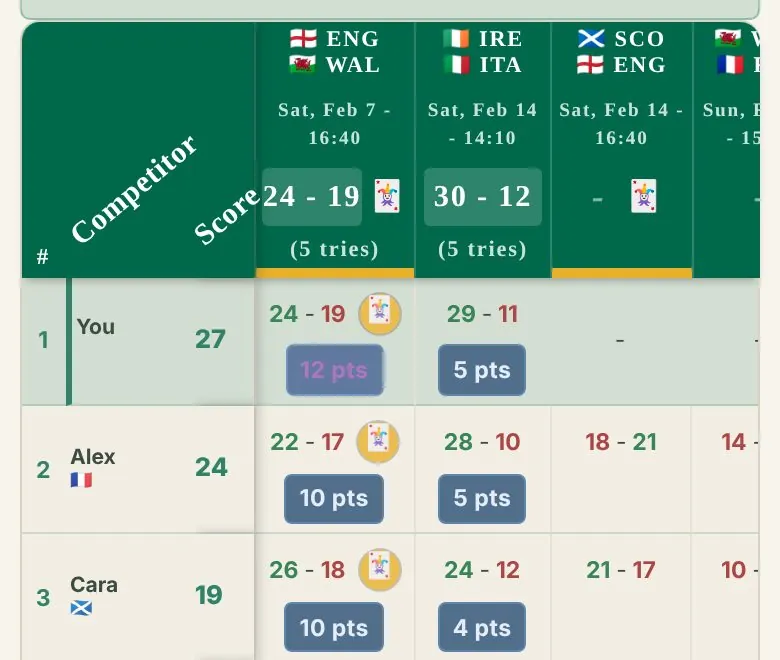 ENG
WAL
Sat, Feb 7 -
16:40
24 - 19
(5 tries)
IRE
ITA
Sat, Feb 14
- 14:10
30 - 12
(5 tries)
SCO
ENG
Sat, Feb 14 -
16:40
-
Sun,
- 15
-
#
Competitor
Score
1
You
27
24 - 19
12 pts
29 - 11
5 pts
-
-
2
Alex
24
22 - 17
10 pts
28 - 10
5 pts
18 - 21
14 -
3
Cara
19
26 - 18
10 pts
24 - 12
4 pts
21 - 17
10 -